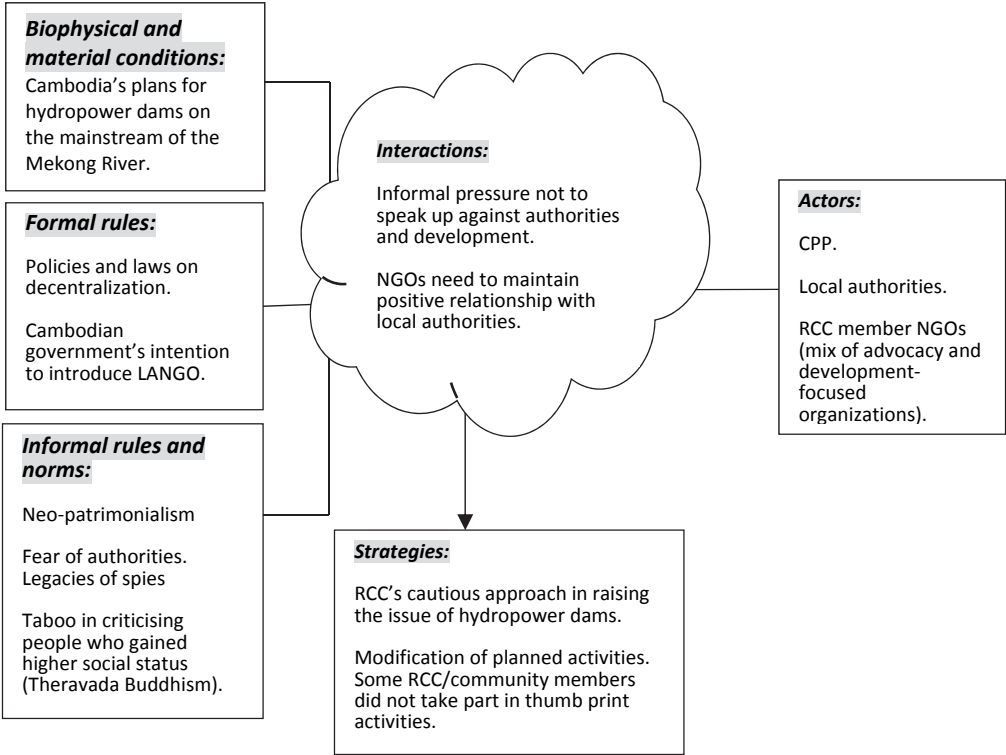 Biophysical and
material conditions:
Cambodia’s plans for
hydropower dams on
the mainstream of the
Mekong River.
Formal rules:
Policies and laws on
decentralization.
Cambodian
government’s intention
to introduce LANGO.
Informal rules and
norms:
Neo-patrimonialism
Fear of authorities.
Legacies of spies
Taboo in criticising
people who gained
higher social status
(Theravada Buddhism).
Interactions:
Informal pressure not to
speak up against authorities
and development.
NGOs need to maintain
positive relationship with
local authorities.
Strategies:
RCC’s cautious approach in raising
the issue of hydropower dams.
Modification of planned activities.
Some RCC/community members
did not take part in thumb print
activities.
Actors:
CPP.
Local authorities.
RCC member NGOs
(mix of advocacy and
development-
focused
organizations).